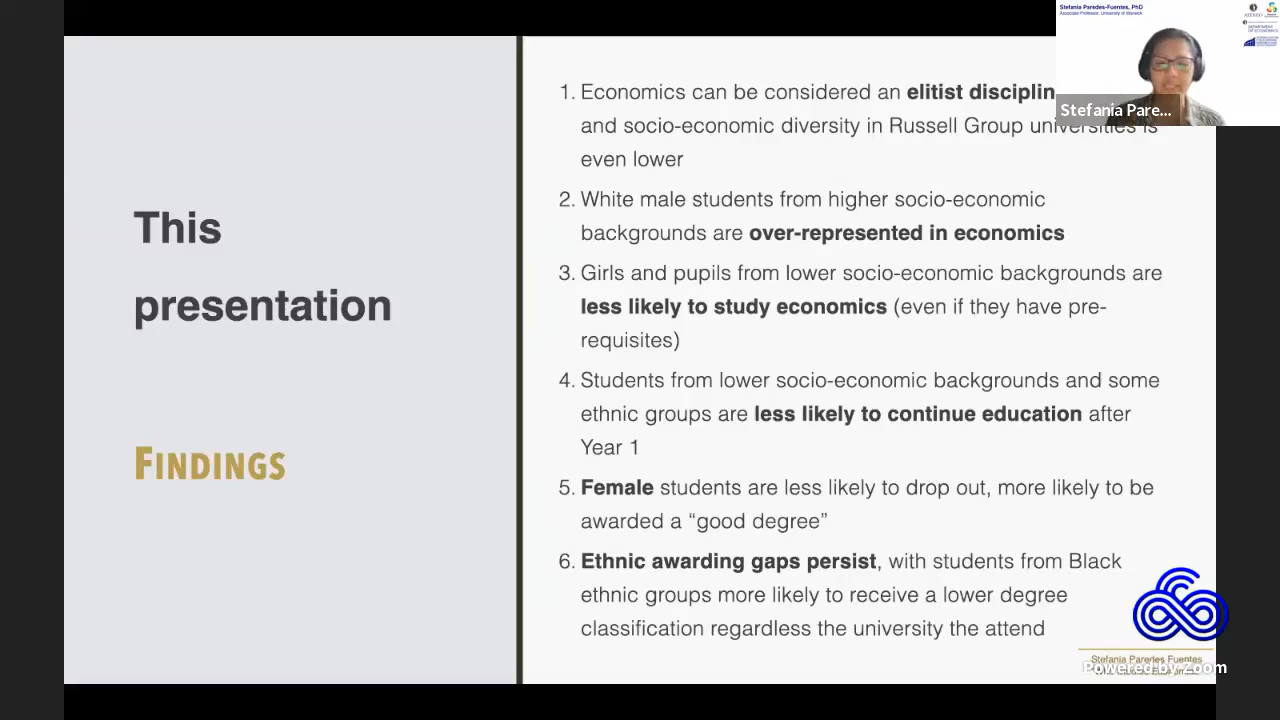 Stefania Paredes-Fuentes, PhD
Associate Professor, University of Warwick
Stefania Pare...
This
presentation
FINDINGS
1. Economics can be considered an elitist disciplin
and socio-economic diversity in Russell Group universities is
even lower
2. White male students from higher socio-economic
backgrounds are over-represented in economics
3. Girls and pupils from lower socio-economic backgrounds are
less likely to study economics (even if they have pre-
requisites)
4. Students from lower socio-economic backgrounds and some
ethnic groups are less likely to continue education after
Year 1
5. Female students are less likely to drop out, more likely to be
awarded a “good degree”
6. Ethnic awarding gaps persist, with students from Black
ethnic groups more likely to receive a lower degree
classification regardless the university the attend
Stefania Paredes Fuentes
Powered by Zoom